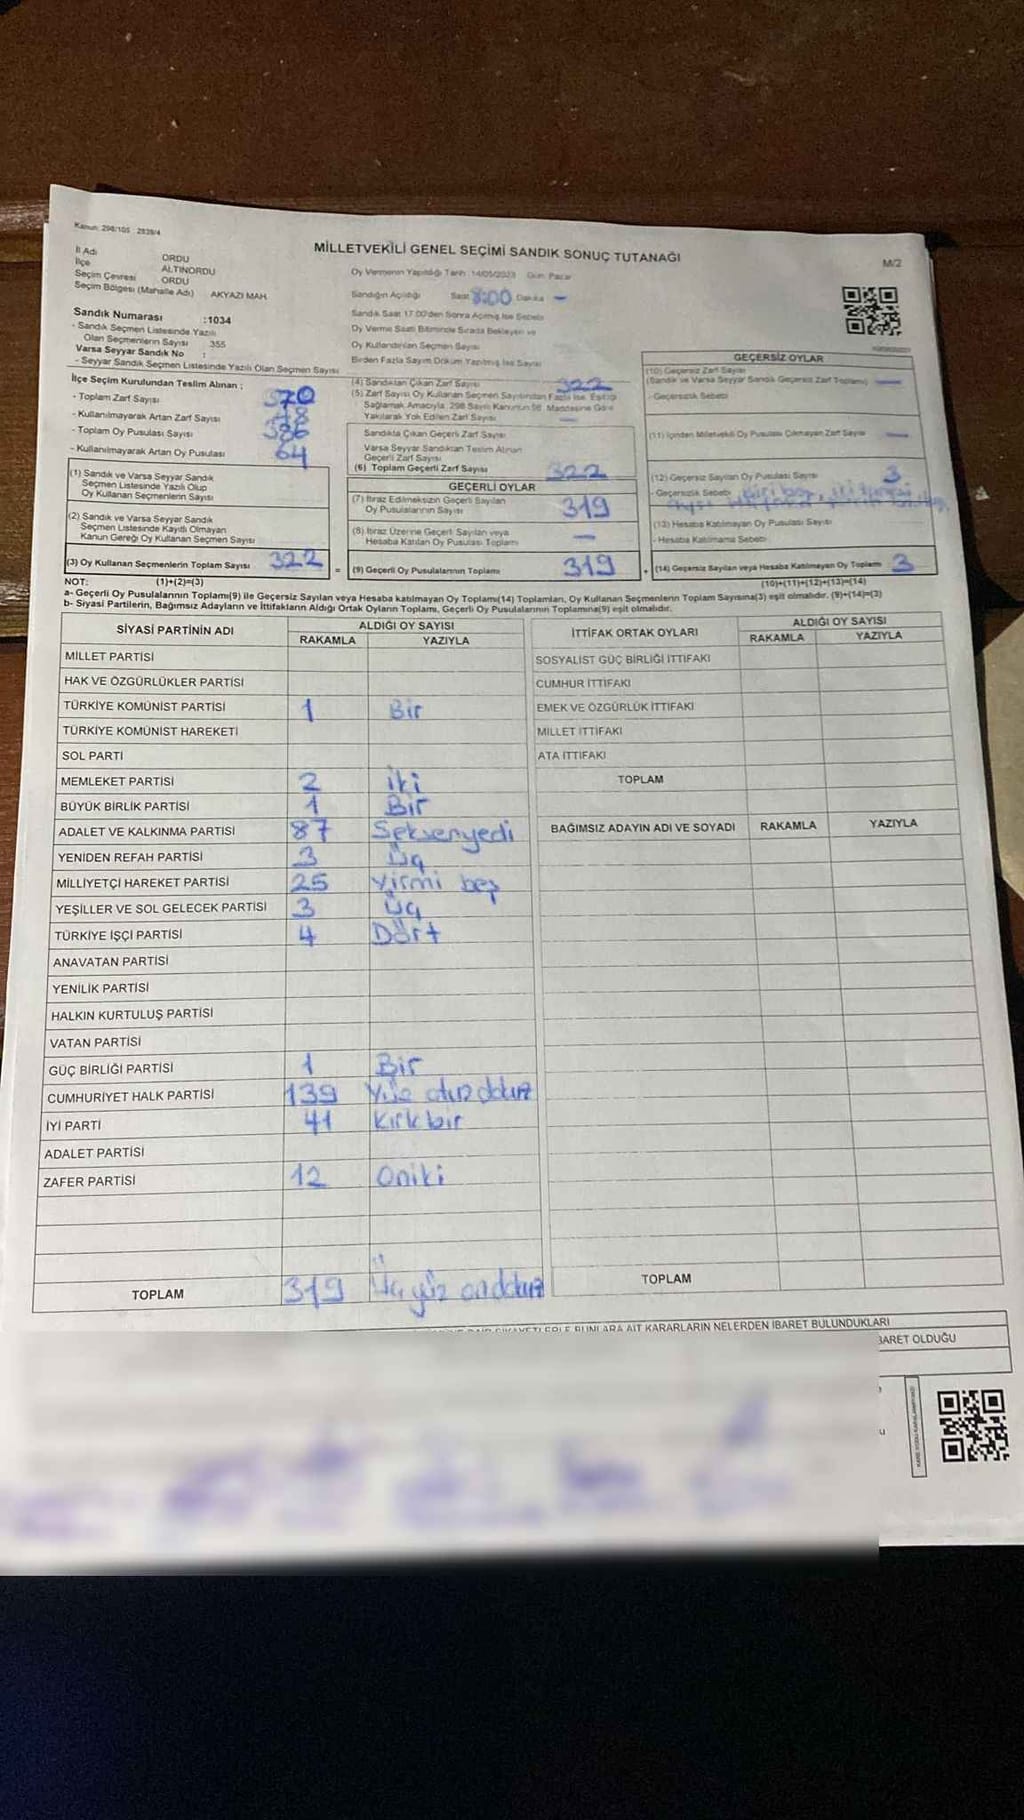 Kanun: 298/105 2839/4
MİLLETVEKİLİ GENEL SEÇİMİ SANDIK SONUÇ TUTANAĞI
M/2
İl Adı ORDU
İlçe ALTINORDU
Seçim Çevresi ORDU
Seçim Bölgesi (Mahalle Adı) AKYAZI MAH.
Oy Vermenin Yapıldığı Tarih :14/05/2023 Gün: Pazar
Sandığın Açıldığı Saat 8:00 Dakika -
Sandık Saat 17:00'den Sonra Açılmış İse Sebebi
Oy Verme Saati Bitiminde Sırada Bekleyen ve
Oy Kullandırılan Seçmen Sayısı
Birden Fazla Sayım Döküm Yapılmış İse Sayısı
Sandık Numarası :1034
- Sandık Seçmen Listesinde Yazılı
Olan Seçmenlerin Sayısı 355
Varsa Seyyar Sandık No :
- Seyyar Sandık Seçmen Listesinde Yazılı Olan Seçmen Sayısı
İlçe Seçim Kurulundan Teslim Alınan :
- Toplam Zarf Sayısı 370
- Kullanılmayarak Artan Zarf Sayısı
- Toplam Oy Pusulası Sayısı 386
- Kullanılmayarak Artan Oy Pusulası 64
(1) Sandık ve Varsa Seyyar Sandık
Seçmen Listesinde Yazılı Olup
Oy Kullanan Seçmenlerin Sayısı
(2) Sandık ve Varsa Seyyar Sandık
Seçmen Listesinde Kayıtlı Olmayan
Kanun Gereği Oy Kullanan Seçmen Sayısı
(3) Oy Kullanan Seçmenlerin Toplam Sayısı 322
(4) Sandıktan Çıkan Zarf Sayısı 322
(5) Zarf Sayısı Oy Kullanan Seçmen Sayısından Fazla İse, Eşitliği
Sağlamak Amacıyla, 298 Sayılı Kanunun 98. Maddesine Göre
Yakılarak Yok Edilen Zarf Sayısı -
Sandıkta Çıkan Geçerli Zarf Sayısı
Varsa Seyyar Sandıktan Teslim Alınan
Geçerli Zarf Sayısı
(6) Toplam Geçerli Zarf Sayısı 322
GEÇERLİ OYLAR
(7) İtiraz Edilmeksizin Geçerli Sayılan
Oy Pusulalarının Sayısı 319
(8) İtiraz Üzerine Geçerli Sayılan veya
Hesaba Katılan Oy Pusulası Toplamı -
= (9) Geçerli Oy Pusulalarının Toplamı 319
GEÇERSİZ OYLAR
(10) Geçersiz Zarf Sayısı
(Sandık ve Varsa Seyyar Sandık Geçersiz Zarf Toplamı) -
- Geçersizlik Sebebi
(11) İçinden Milletvekili Oy Pusulası Çıkmayan Zarf Sayısı -
(12) Geçersiz Sayılan Oy Pusulası Sayısı 3
- Geçersizlik Sebebi
(13) Hesaba Katılmayan Oy Pusulası Sayısı
- Hesaba Katılmama Sebebi
+ (14) Geçersiz Sayılan veya Hesaba Katılmayan Oy Toplamı 3
NOT: (1)+(2)=(3)
(10)+(11)+(12)+(13)=(14)
a- Geçerli Oy Pusulalarının Toplamı(9) ile Geçersiz Sayılan veya Hesaba katılmayan Oy Toplamı(14) Toplamları, Oy Kullanan Seçmenlerin Toplam Sayısına(3) eşit olmalıdır. (9)+(14)=(3)
b- Siyasi Partilerin, Bağımsız Adayların ve İttifakların Aldığı Ortak Oyların Toplamı, Geçerli Oy Pusulalarının Toplamına(9) eşit olmalıdır.
SİYASİ PARTİNİN ADI
ALDIĞI OY SAYISI
RAKAMLA YAZIYLA
MİLLET PARTİSİ
HAK VE ÖZGÜRLÜKLER PARTİSİ
TÜRKİYE KOMÜNİST PARTİSİ 1 Bir
TÜRKİYE KOMÜNİST HAREKETİ
SOL PARTİ
MEMLEKET PARTİSİ 2 İki
BÜYÜK BİRLİK PARTİSİ 1 Bir
ADALET VE KALKINMA PARTİSİ 87 Seksenyedi
YENİDEN REFAH PARTİSİ 3 Üç
MİLLİYETÇİ HAREKET PARTİSİ 25 Yirmi beş
YEŞİLLER VE SOL GELECEK PARTİSİ 3 Üç
TÜRKİYE İŞÇİ PARTİSİ 4 Dört
ANAVATAN PARTİSİ
YENİLİK PARTİSİ
HALKIN KURTULUŞ PARTİSİ
VATAN PARTİSİ
GÜÇ BİRLİĞİ PARTİSİ 1 Bir
CUMHURİYET HALK PARTİSİ 139 Yüz otuz dokuz
İYİ PARTİ 41 Kırkbir
ADALET PARTİSİ
ZAFER PARTİSİ 12 Oniki
TOPLAM 319 Üçyüz ondokuz
İTTİFAK ORTAK OYLARI
ALDIĞI OY SAYISI
RAKAMLA YAZIYLA
SOSYALİST GÜÇ BİRLİĞİ İTTİFAKI
CUMHUR İTTİFAKI
EMEK VE ÖZGÜRLÜK İTTİFAKI
MİLLET İTTİFAKI
ATA İTTİFAKI
TOPLAM
BAĞIMSIZ ADAYIN ADI VE SOYADI RAKAMLA YAZIYLA
TOPLAM
BUNLARA AİT KARARLARIN NELERDEN İBARET BULUNDUKLARI
BARET OLDUĞU